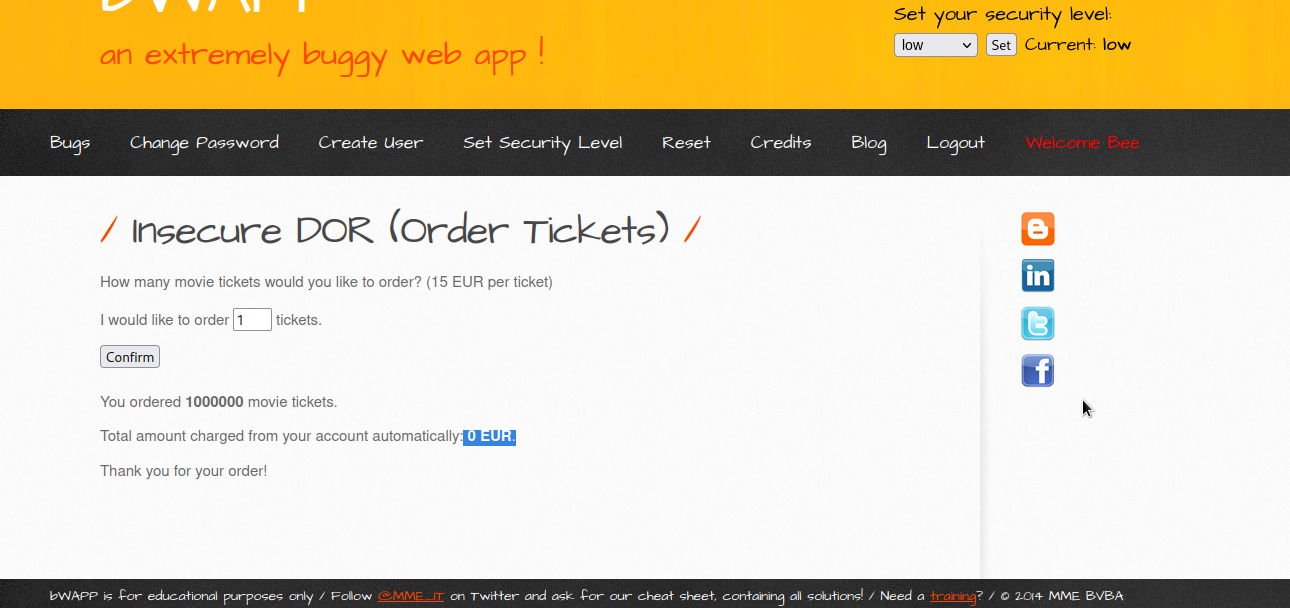 bWAPP
an extremely buggy web app !
Set your security level:
low Set Current: low
Bugs Change Password Create User Set Security Level Reset Credits Blog Logout Welcome Bee
/ Insecure DOR (Order Tickets) /
How many movie tickets would you like to order? (15 EUR per ticket)
I would like to order 1 tickets.
Confirm
You ordered 1000000 movie tickets.
Total amount charged from your account automatically: 0 EUR.
Thank you for your order!
in
t
f
bWAPP is for educational purposes only / Follow @MME_IT on Twitter and ask for our cheat sheet, containing all solutions! / Need a training? / © 2014 MME BVBA